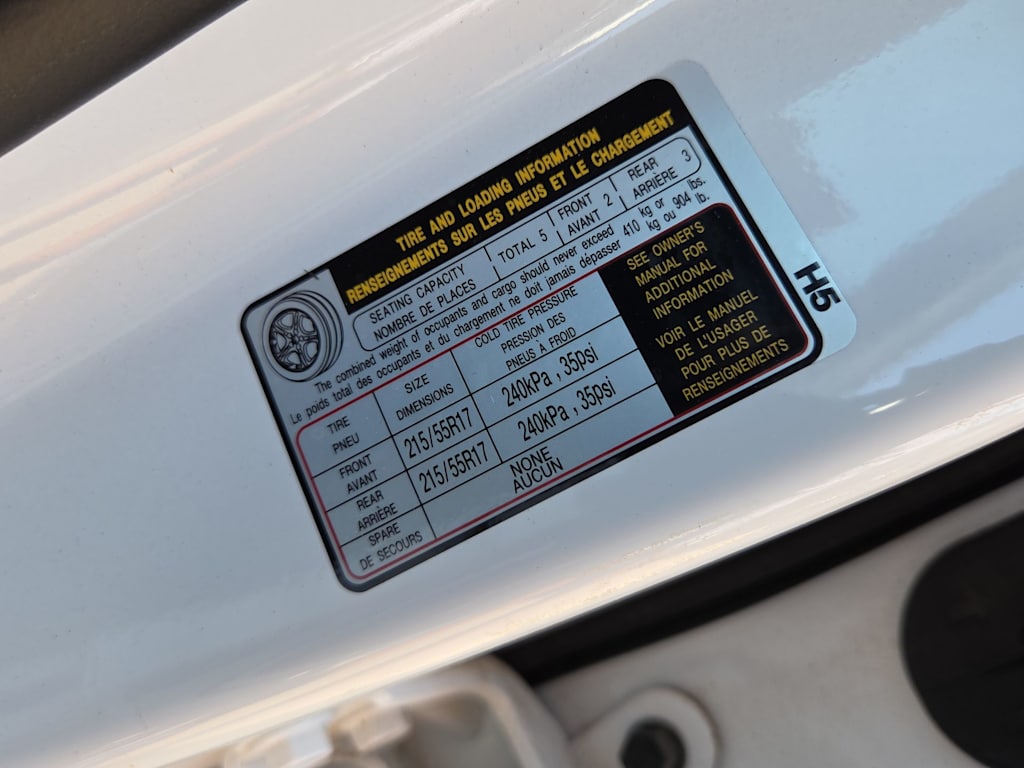 TIRE AND LOADING INFORMATION
RENSEIGNEMENTS SUR LES PNEUS ET LE CHARGEMENT
SEATING CAPACITY
NOMBRE DE PLACES
TOTAL 5
FRONT
AVANT 2
REAR
ARRIÈRE 3
The combined weight of occupants and cargo should never exceed 410 kg or 904 lbs.
Le poids total des occupants et du chargement ne doit jamais dépasser kg ou lb.
TIRE
PNEU
SIZE
DIMENSIONS
COLD TIRE PRESSURE
PRESSION DES
PNEUS À FROID
FRONT
AVANT
215/55R17
240kPa , 35psi
REAR
ARRIÈRE
215/55R17
240kPa , 35psi
SPARE
DE SECOURS
NONE
AUCUN
SEE OWNER'S
MANUAL FOR
ADDITIONAL
INFORMATION
VOIR LE MANUEL
DE L'USAGER
POUR PLUS DE
RENSEIGNEMENTS
H5